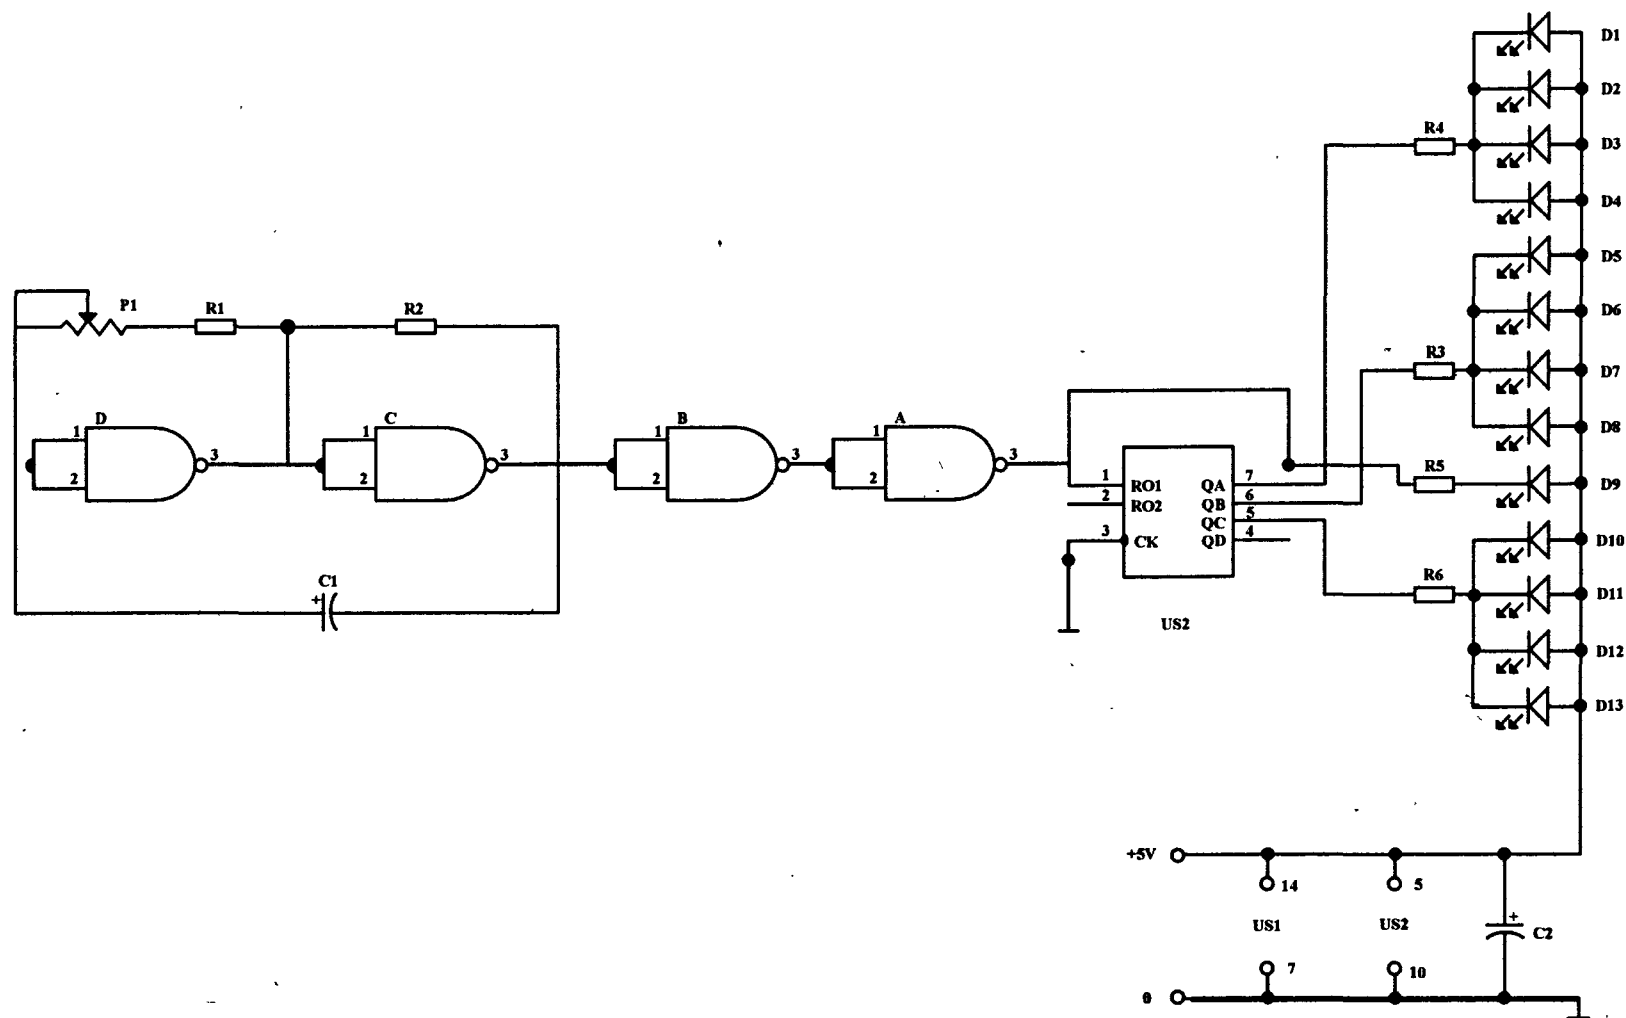 D1
D2
R4
D3
D4
D5
P1
R1
R2
D6
R3
D7
D
C
B
A
D8
1
1
1
1
3
3
3
3
2
2
2
2
1
RO1
QA
7
R5
D9
2
RO2
QB
6
QC
5
3
CK
QD
4
D10
C1
+
R6
D11
US2
D12
D13
+5V
14
5
US1
US2
+
C2
7
10
0